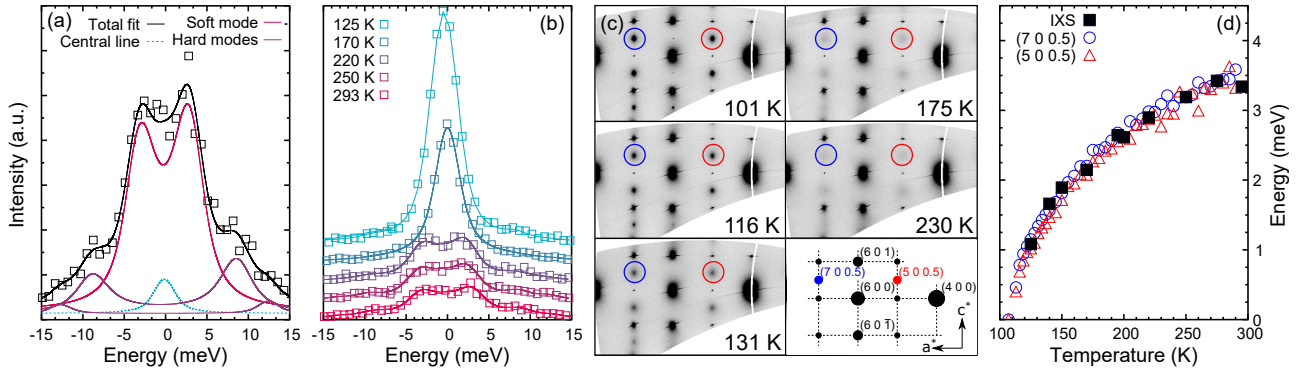 (a)
Total fit
Central line
Soft mode
Hard modes
Intensity (a.u.)
-15 -10 -5 0 5 10 15
Energy (meV)
(b)
125 K
170 K
220 K
250 K
293 K
-15 -10 -5 0 5 10 15
Energy (meV)
(c)
101 K
175 K
116 K
230 K
131 K
(6 0 1)
(7 0 0.5)
(5 0 0.5)
(6 0 0)
(4 0 0)
(6 0 1̅)
c*
a*
(d)
IXS
(7 0 0.5)
(5 0 0.5)
4
3
2
1
0
Energy (meV)
100 150 200 250 300
Temperature (K)